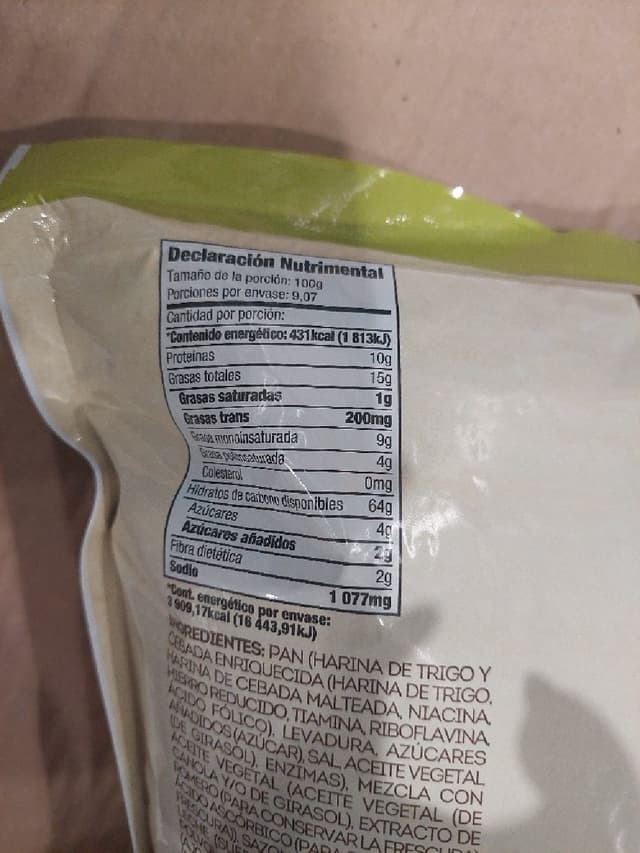 Declaración Nutrimental
Tamaño de la porción: 100g
Porciones por envase: 9,07
Cantidad por porción:
*Contenido energético: 431kcal (1 813kJ)
Proteínas 10g
Grasas totales 15g
Grasas saturadas 1g
Grasas trans 200mg
Grasa monoinsaturada 9g
Grasa poliinsaturada 4g
Colesterol 0mg
Hidratos de carbono disponibles 64g
Azúcares 4g
Azúcares añadidos 2g
Fibra dietética 2g
Sodio 1 077mg
*Cont. energético por envase:
3 909,17kcal (16 443,91kJ)
INGREDIENTES: PAN (HARINA DE TRIGO Y
CEBADA ENRIQUECIDA (HARINA DE TRIGO,
HARINA DE CEBADA MALTEADA, NIACINA,
HIERRO REDUCIDO, TIAMINA, RIBOFLAVINA,
ÁCIDO FÓLICO), LEVADURA, AZÚCARES
AÑADIDOS (AZÚCAR), SAL, ACEITE VEGETAL
(DE GIRASOL), ENZIMAS), MEZCLA CON
ACEITE VEGETAL (ACEITE VEGETAL (DE
CANOLA Y/O DE GIRASOL), EXTRACTO DE
ROMERO (PARA CONSERVAR LA FRESCURA)
ÁCIDO ASCÓRBICO (PARA
FRESCURA)),